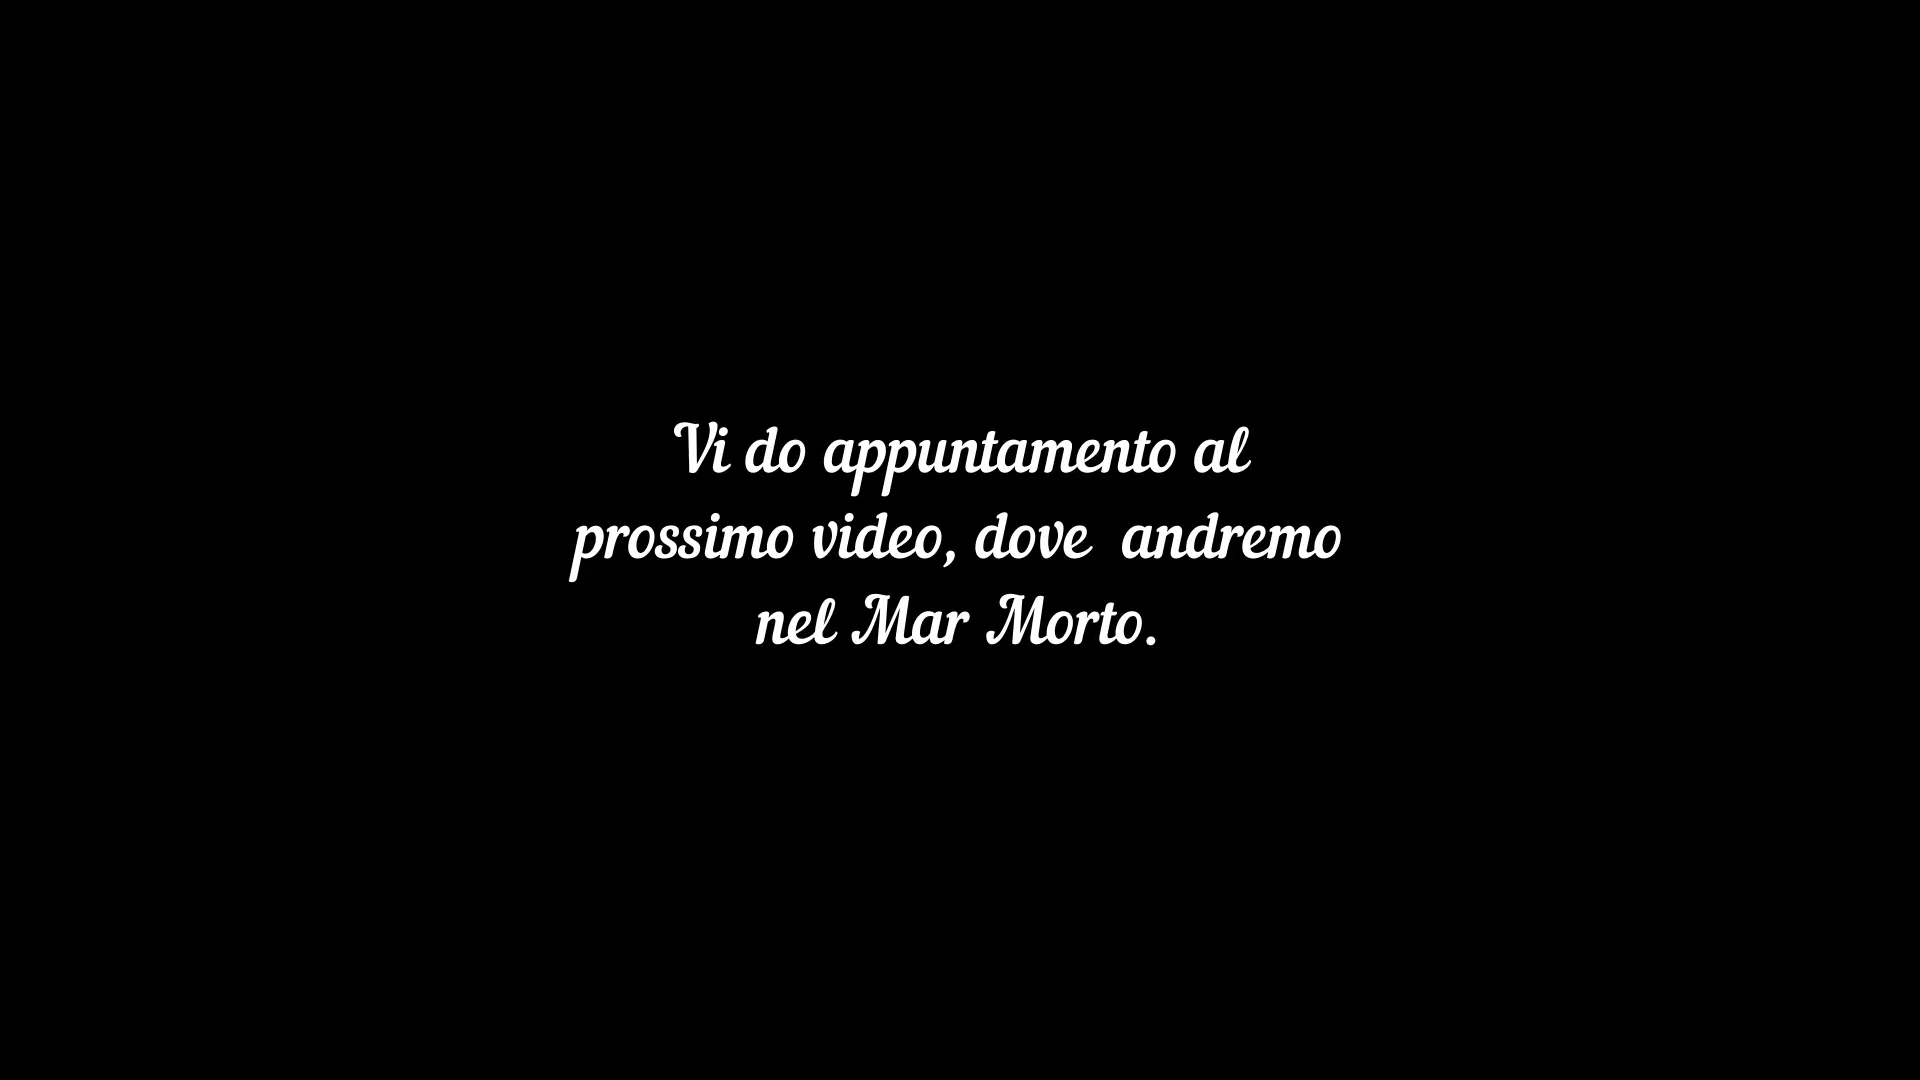 Vi do appuntamento al
prossimo video, dove  andremo
nel Mar Morto.